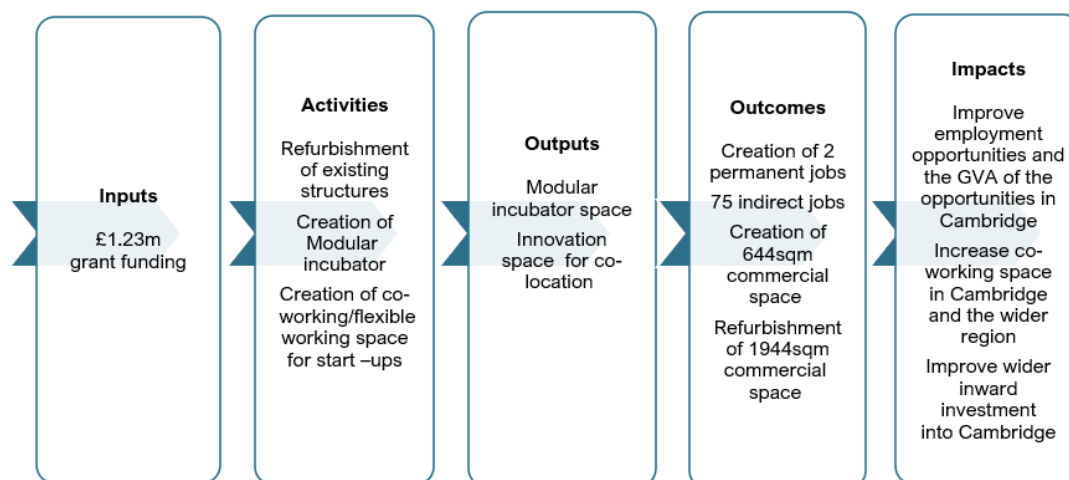 Inputs
£1.23m
grant funding
Activities
Refurbishment
of existing
structures
Creation of
Modular
incubator
Creation of co-
working/flexible
working space
for start –ups
Outputs
Modular
incubator space
Innovation
space for co-
location
Outcomes
Creation of 2
permanent jobs
75 indirect jobs
Creation of
644sqm
commercial
space
Refurbishment
of 1944sqm
commercial
space
Impacts
Improve
employment
opportunities and
the GVA of the
opportunities in
Cambridge
Increase co-
working space
in Cambridge
and the wider
region
Improve wider
inward
investment
into Cambridge